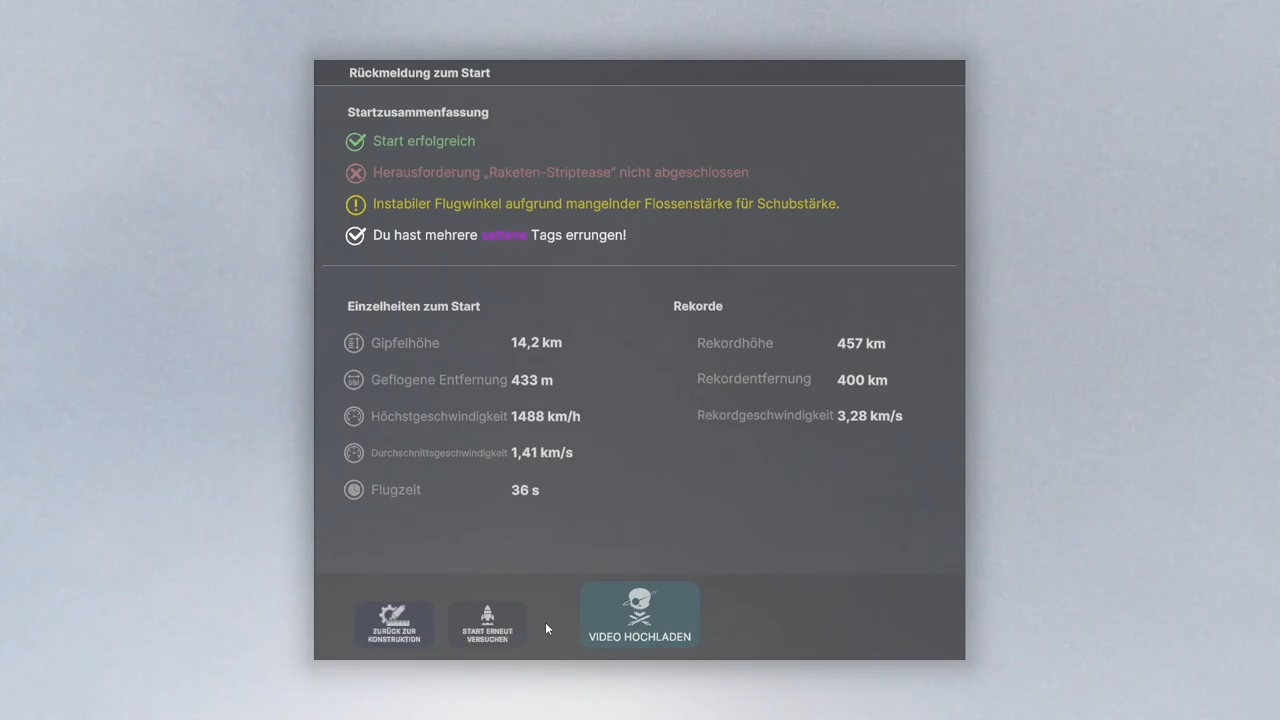 Rückmeldung zum Start
Startzusammenfassung
Start erfolgreich
Herausforderung „Raketen-Striptease“ nicht abgeschlossen
Instabiler Flugwinkel aufgrund mangelnder Flossenstärke für Schubstärke.
Du hast mehrere seltene Tags errungen!
Einzelheiten zum Start
Gipfelhöhe 14,2 km
Geflogene Entfernung 433 m
Höchstgeschwindigkeit 1488 km/h
Durchschnittsgeschwindigkeit 1,41 km/s
Flugzeit 36 s
Rekorde
Rekordhöhe 457 km
Rekordentfernung 400 km
Rekordgeschwindigkeit 3,28 km/s
ZURÜCK ZUR
KONSTRUKTION
START ERNEUT
VERSUCHEN
VIDEO HOCHLADEN